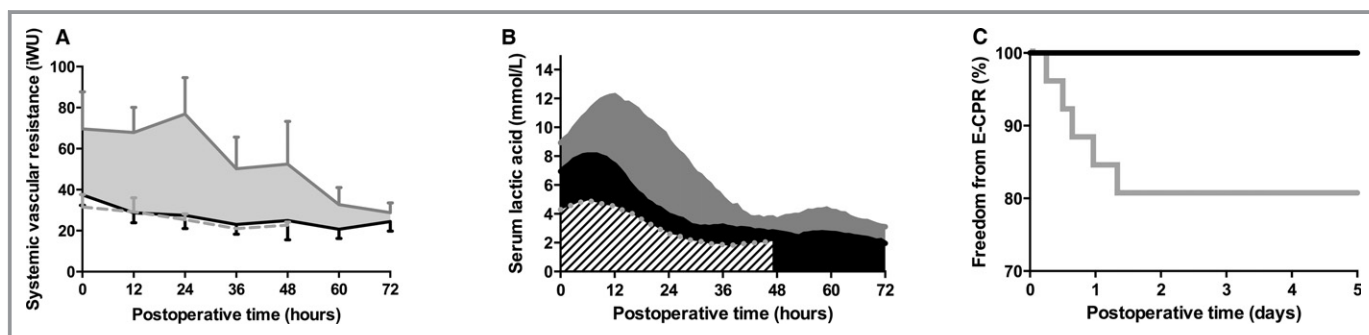 A
Systemic vascular resistance (iWU)
100
80
60
40
20
0
0 12 24 36 48 60 72
Postoperative time (hours)
B
Serum lactic acid (mmol/L)
14
12
10
8
6
4
2
0
0 12 24 36 48 60 72
Postoperative time (hours)
C
Freedom from E-CPR (%)
100
90
80
70
0 1 2 3 4 5
Postoperative time (days)